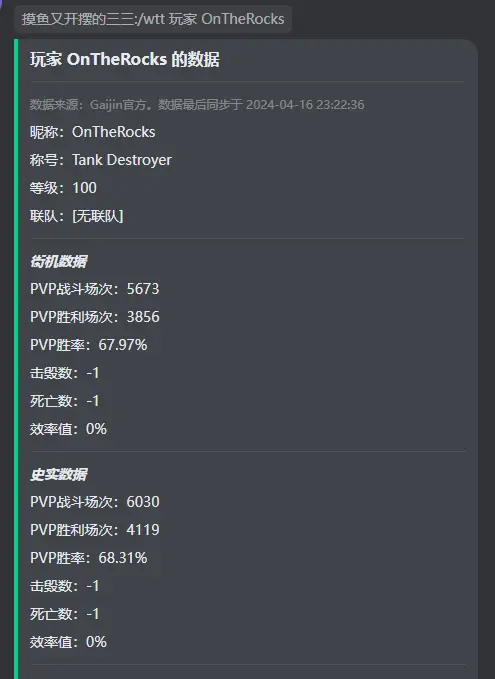 摸鱼又开摆的三三:/wtt 玩家 OnTheRocks
玩家 OnTheRocks 的数据
数据来源：Gaijin官方。数据最后同步于 2024-04-16 23:22:36
昵称：OnTheRocks
称号：Tank Destroyer
等级：100
联队：[无联队]
街机数据
PVP战斗场次：5673
PVP胜利场次：3856
PVP胜率：67.97%
击毁数：-1
死亡数：-1
效率值：0%
史实数据
PVP战斗场次：6030
PVP胜利场次：4119
PVP胜率：68.31%
击毁数：-1
死亡数：-1
效率值：0%